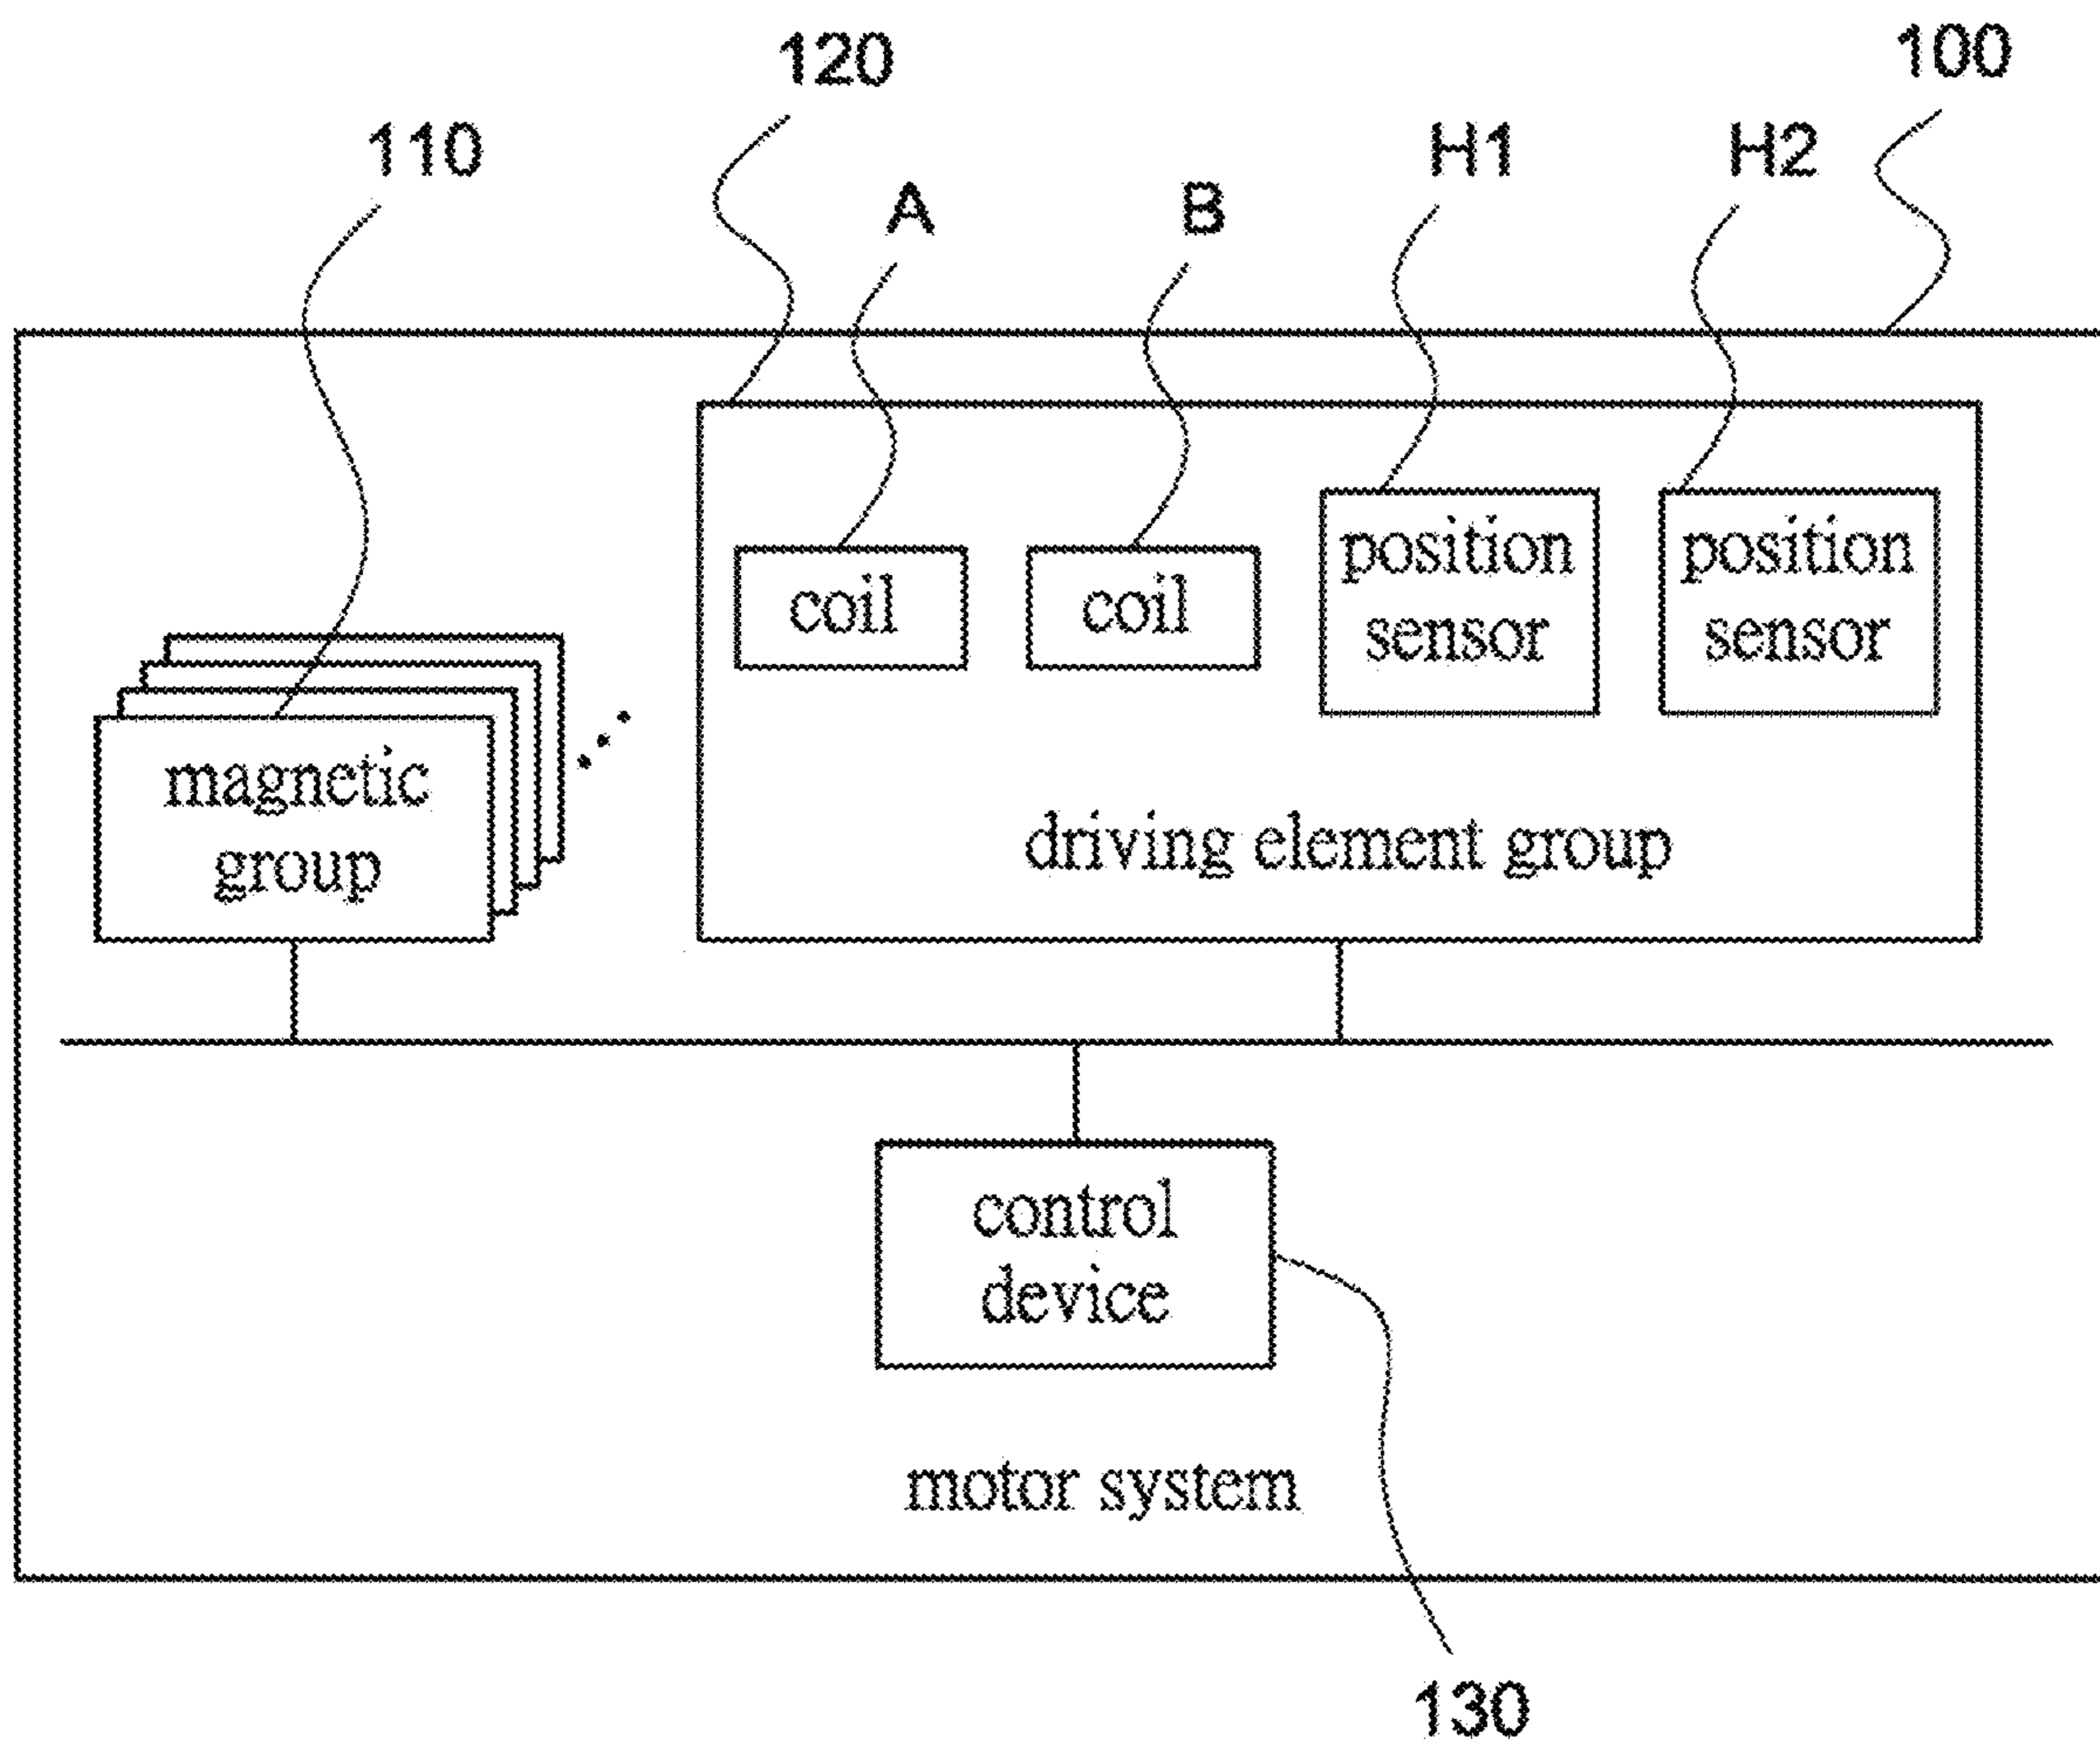 120
100
110
H1
H2
A
B
position
sensor
position
sensor
coil
coil
magnetic
group
driving element group
control
device
motor system
130